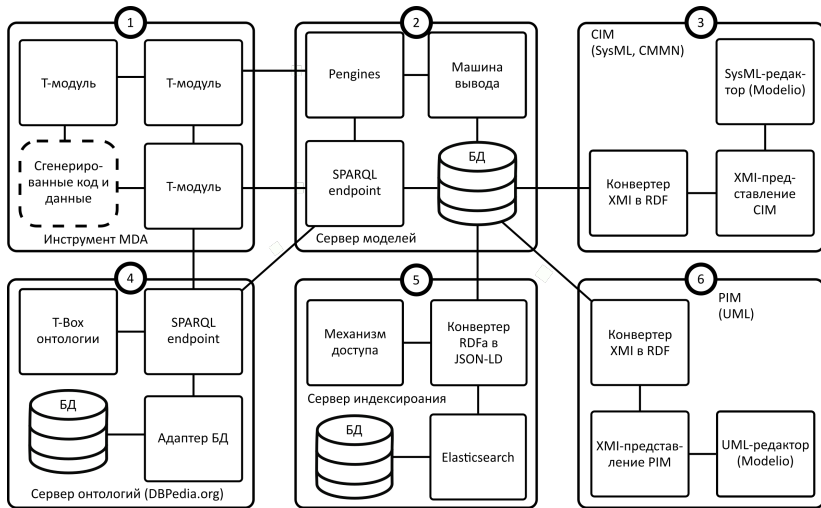 1
Т-модуль
Т-модуль
Сгенериро-
ванные код и
данные
Т-модуль
Инструмент MDA
2
Pengines
Машина
вывода
SPARQL
endpoint
БД
Сервер моделей
3
CIM
(SysML, CMMN)
SysML-редак-
тор (Modelio)
Конвертер
XMI в RDF
XMI-пред-
ставление
CIM
4
T-Box
онтологии
SPARQL
endpoint
БД
Адаптер БД
Сервер онтологий (DBPedia.org)
5
Механизм
доступа
Конвертер
RDFa в
JSON-LD
Сервер индексироания
БД
Elasticsearch
6
PIM
(UML)
Конвертер
XMI в RDF
XMI-представ-
ление PIM
UML-редактор
(Modelio)